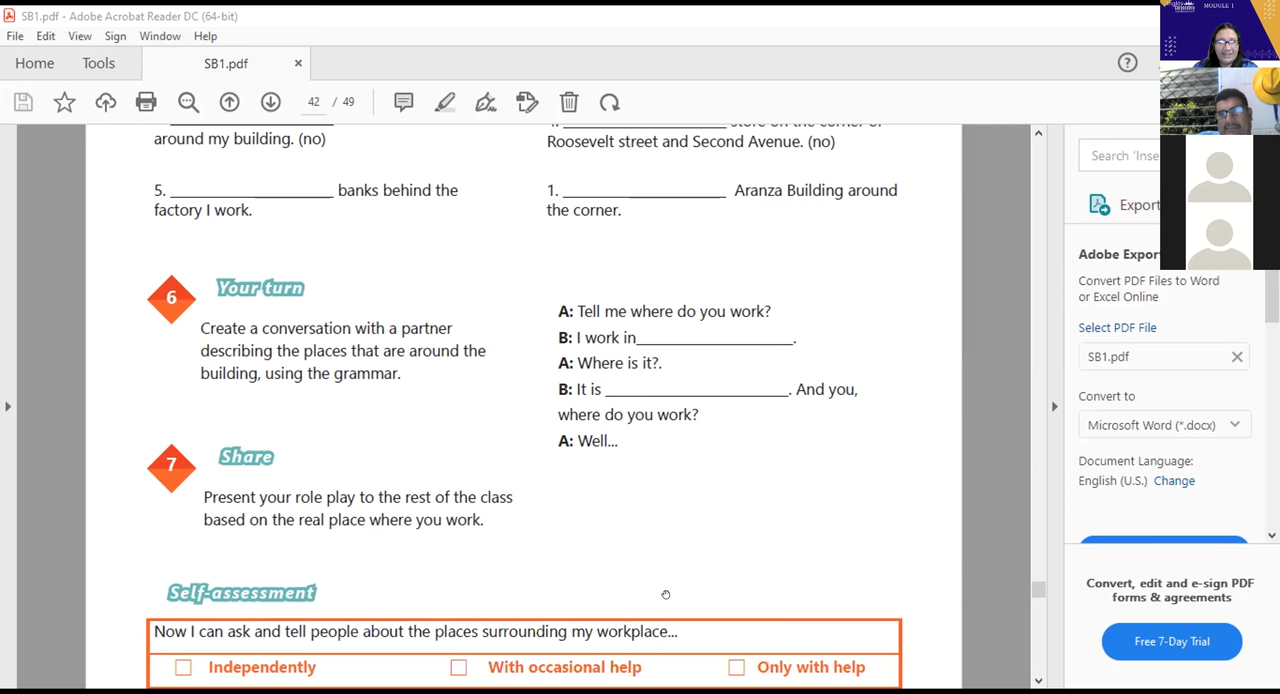 SB1.pdf - Adobe Acrobat Reader DC (64-bit)
File Edit View Sign Window Help
Home Tools SB1.pdf ×
42 / 49
around my building. (no)
Roosevelt street and Second Avenue. (no)
5. __________________ banks behind the
factory I work.
1. __________________ Aranza Building around
the corner.
6 Your turn
Create a conversation with a partner
describing the places that are around the
building, using the grammar.
A: Tell me where do you work?
B: I work in_________________.
A: Where is it?.
B: It is ____________________. And you,
where do you work?
A: Well...
7 Share
Present your role play to the rest of the class
based on the real place where you work.
Self-assessment
Now I can ask and tell people about the places surrounding my workplace...
Independently With occasional help Only with help
MODULE 1
Search 'Inse
Export
Adobe Expor
Convert PDF Files to Word
or Excel Online
Select PDF File
SB1.pdf
Convert to
Microsoft Word (*.docx)
Document Language:
English (U.S.) Change
Convert, edit and e-sign PDF
forms & agreements
Free 7-Day Trial